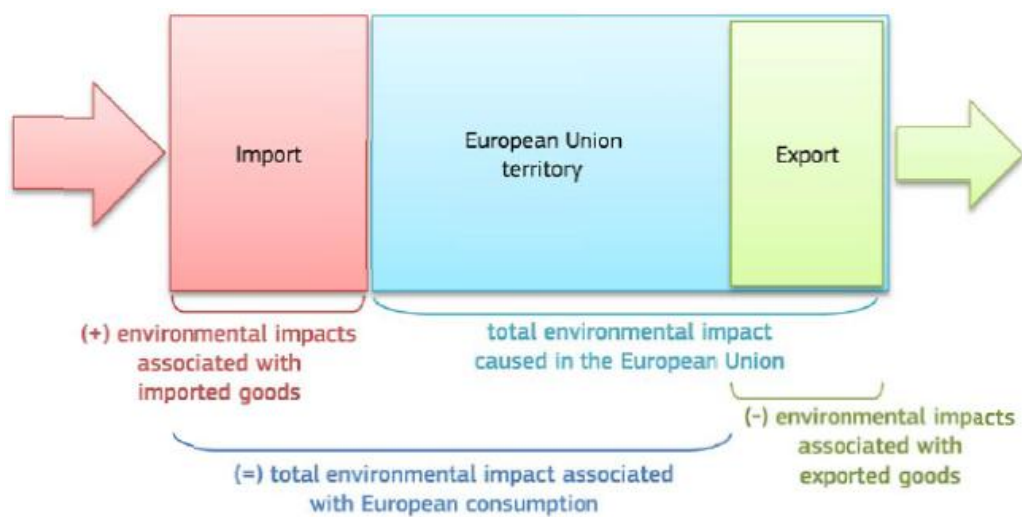 Import
European Union
territory
Export
(+) environmental impacts
associated with
imported goods
total environmental impact
caused in the European Union
(-) environmental impacts
associated with
exported goods
(=) total environmental impact associated
with European consumption